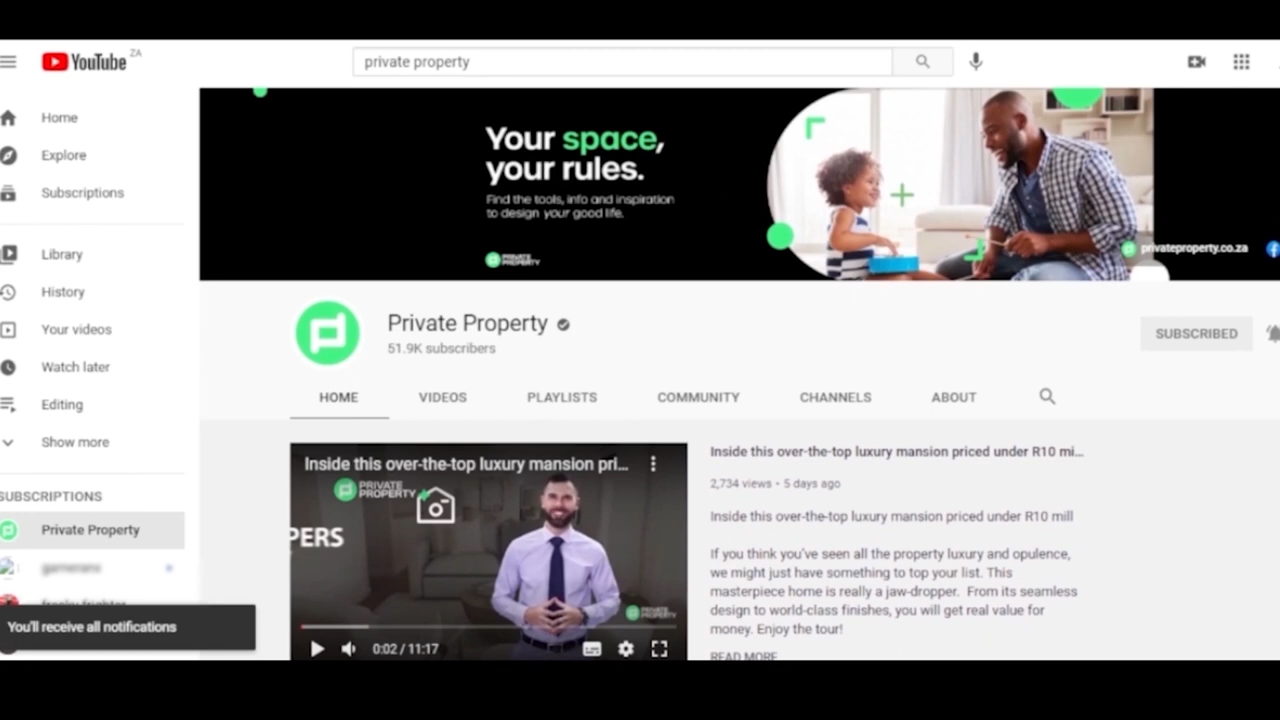 YouTube ZA
private property
Home
Explore
Subscriptions
Library
History
Your videos
Watch later
Editing
Show more
SUBSCRIPTIONS
Private Property
You'll receive all notifications
Your space,
your rules.
Find the tools, info and inspiration
to design your good life.
PRIVATE
PROPERTY
privateproperty.co.za
Private Property
51.9K subscribers
SUBSCRIBED
HOME VIDEOS PLAYLISTS COMMUNITY CHANNELS ABOUT
Inside this over-the-top luxury mansion pri...
PRIVATE
PROPERTY
PERS
PRIVATE
PROPERTY
0:02 / 11:17
Inside this over-the-top luxury mansion priced under R10 mi...
2,734 views • 5 days ago
Inside this over-the-top luxury mansion priced under R10 mill
If you think you've seen all the property luxury and opulence,
we might just have something to top your list. This
masterpiece home is really a jaw-dropper. From its seamless
design to world-class finishes, you will get real value for
money. Enjoy the tour!
READ MORE